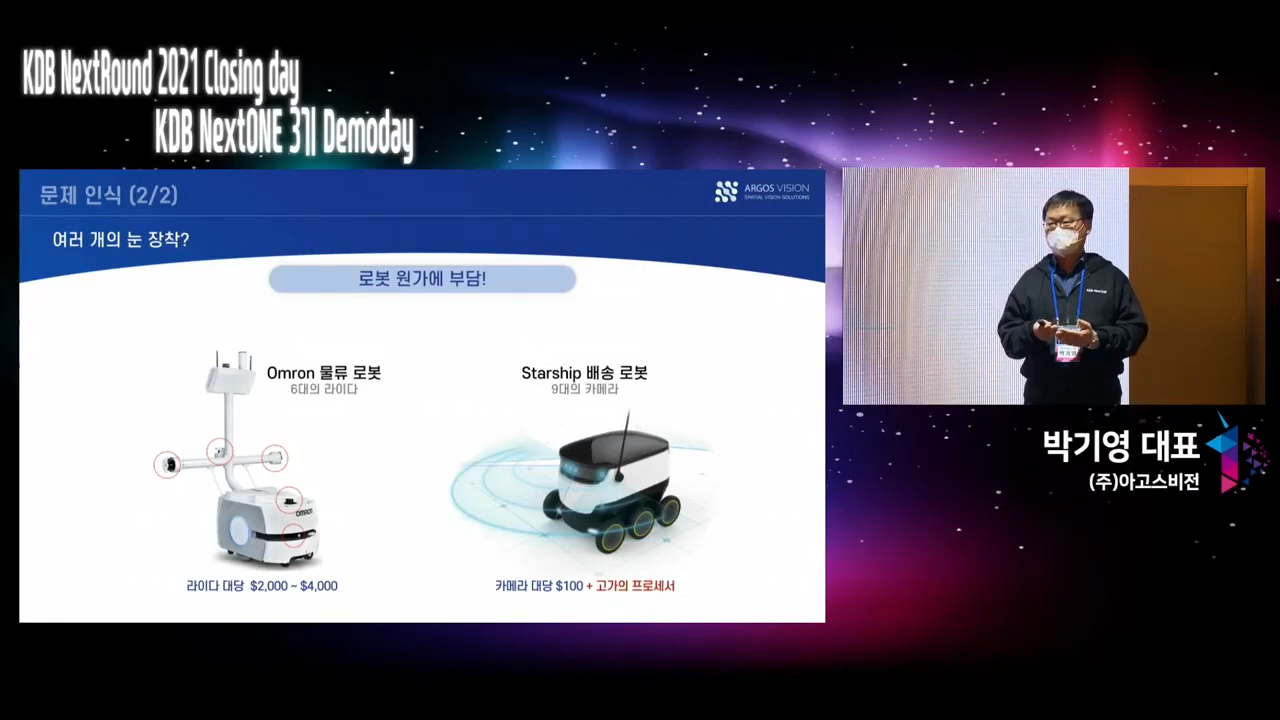 KDB NextRound 2021 Closing day
KDB NextONE 3기 Demoday
문제 인식 (2/2)
ARGOS VISION
SPATIAL VISION SOLUTIONS
여러 개의 눈 장착?
로봇 원가에 부담!
Omron 물류 로봇
6대의 라이다
Starship 배송 로봇
9대의 카메라
OMRON
라이다 대당 $2,000 ~ $4,000
카메라 대당 $100 + 고가의 프로세서
박기영
박기영 대표
(주)아고스비전